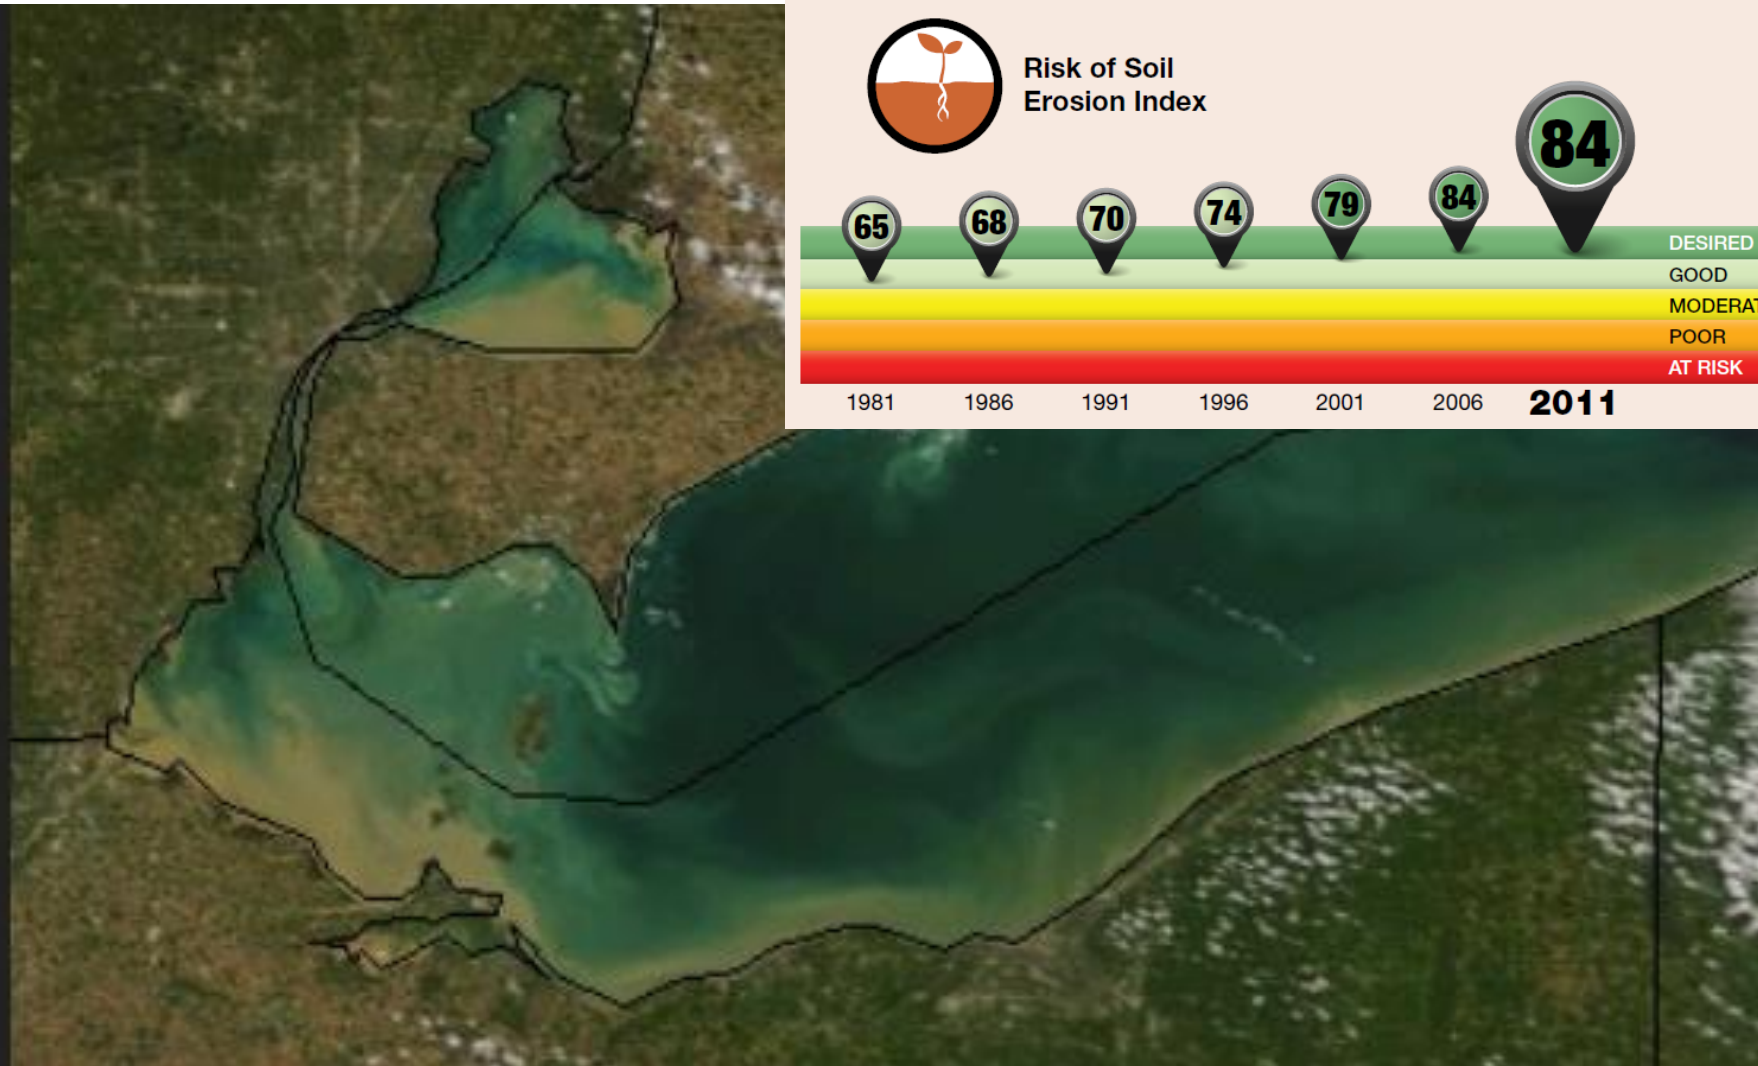 Risk of Soil
Erosion Index
65 68 70 74 79 84 84
DESIRED
GOOD
MODERAT
POOR
AT RISK
1981 1986 1991 1996 2001 2006 2011